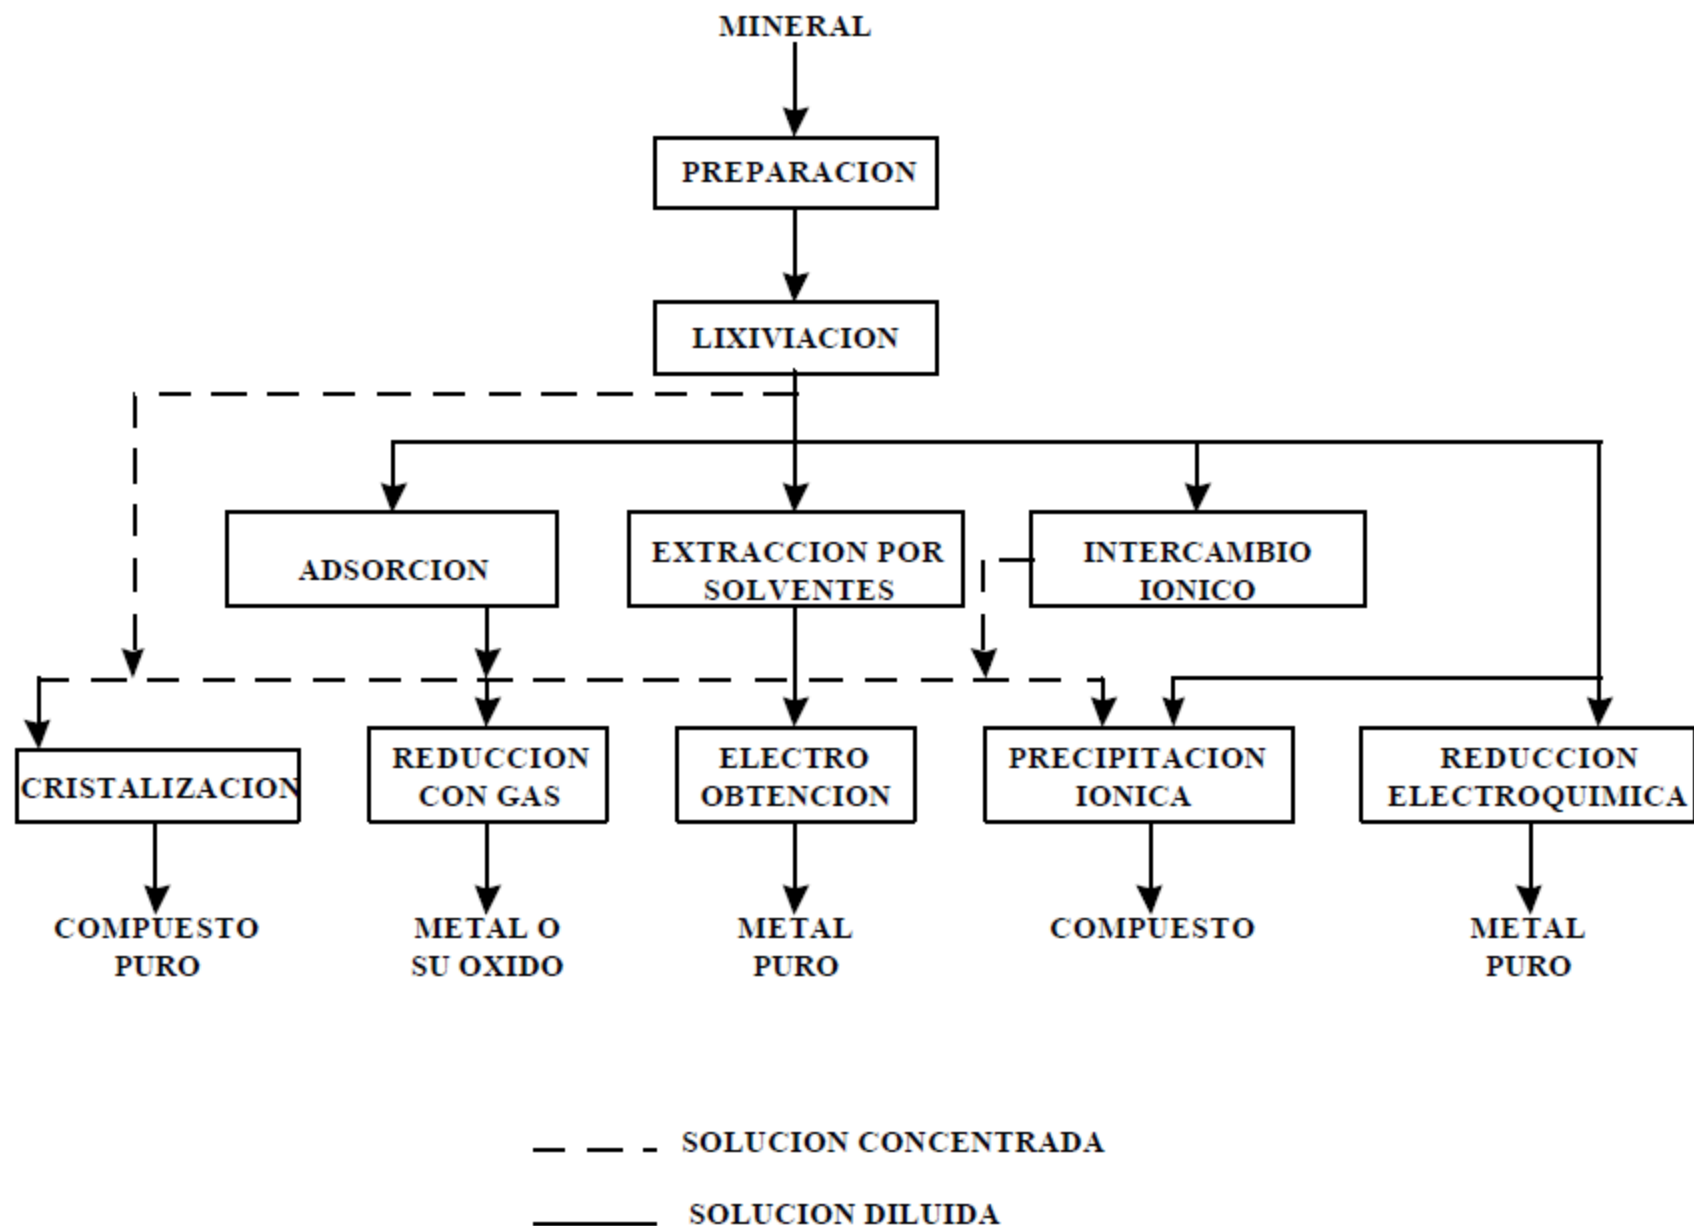 MINERAL
PREPARACION
LIXIVIACION
ADSORCION
EXTRACCION POR
SOLVENTES
INTERCAMBIO
IONICO
CRISTALIZACION
REDUCCION
CON GAS
ELECTRO
OBTENCION
PRECIPITACION
IONICA
REDUCCION
ELECTROQUIMICA
COMPUESTO
PURO
METAL O
SU OXIDO
METAL
PURO
COMPUESTO
METAL
PURO
SOLUCION CONCENTRADA
SOLUCION DILUIDA